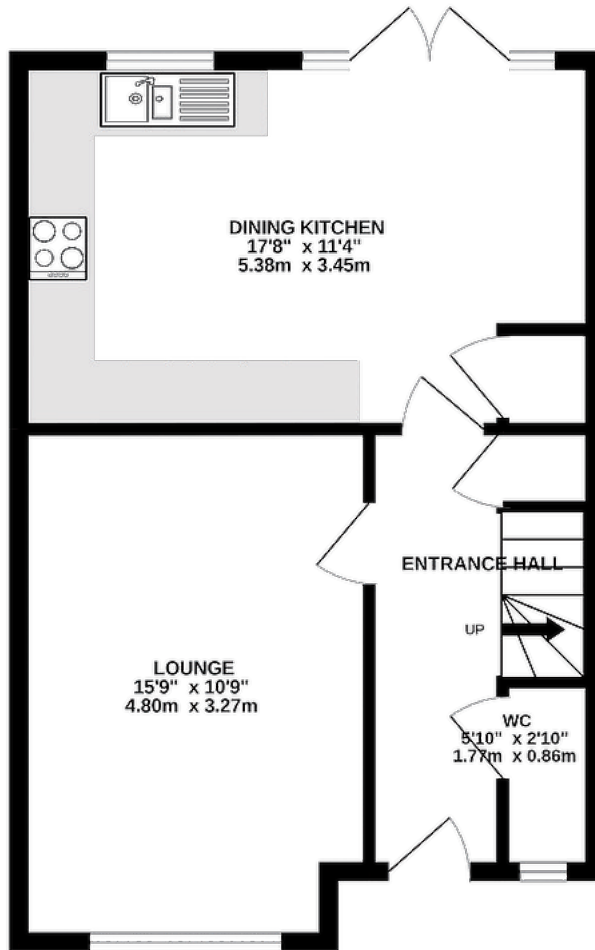 DINING KITCHEN
17'8" x 11'4"
5.38m x 3.45m
ENTRANCE HALL
UP
LOUNGE
15'9" x 10'9"
4.80m x 3.27m
WC
5'10" x 2'10"
1.77m x 0.86m